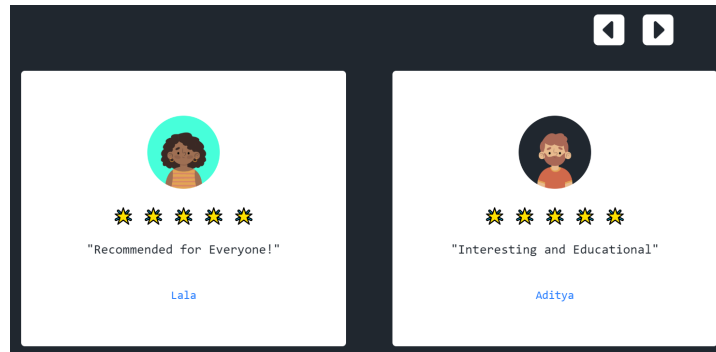 "Recommended for Everyone!"
Lala
"Interesting and Educational"
Aditya